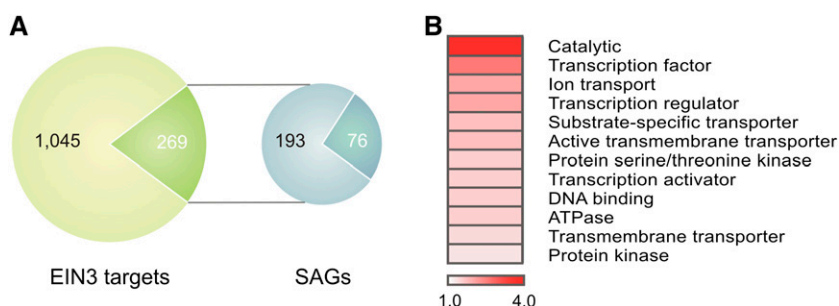 A
1,045
269
193
76
EIN3 targets
SAGs
B
Catalytic
Transcription factor
Ion transport
Transcription regulator
Substrate-specific transporter
Active transmembrane transporter
Protein serine/threonine kinase
Transcription activator
DNA binding
ATPase
Transmembrane transporter
Protein kinase
1.0 4.0